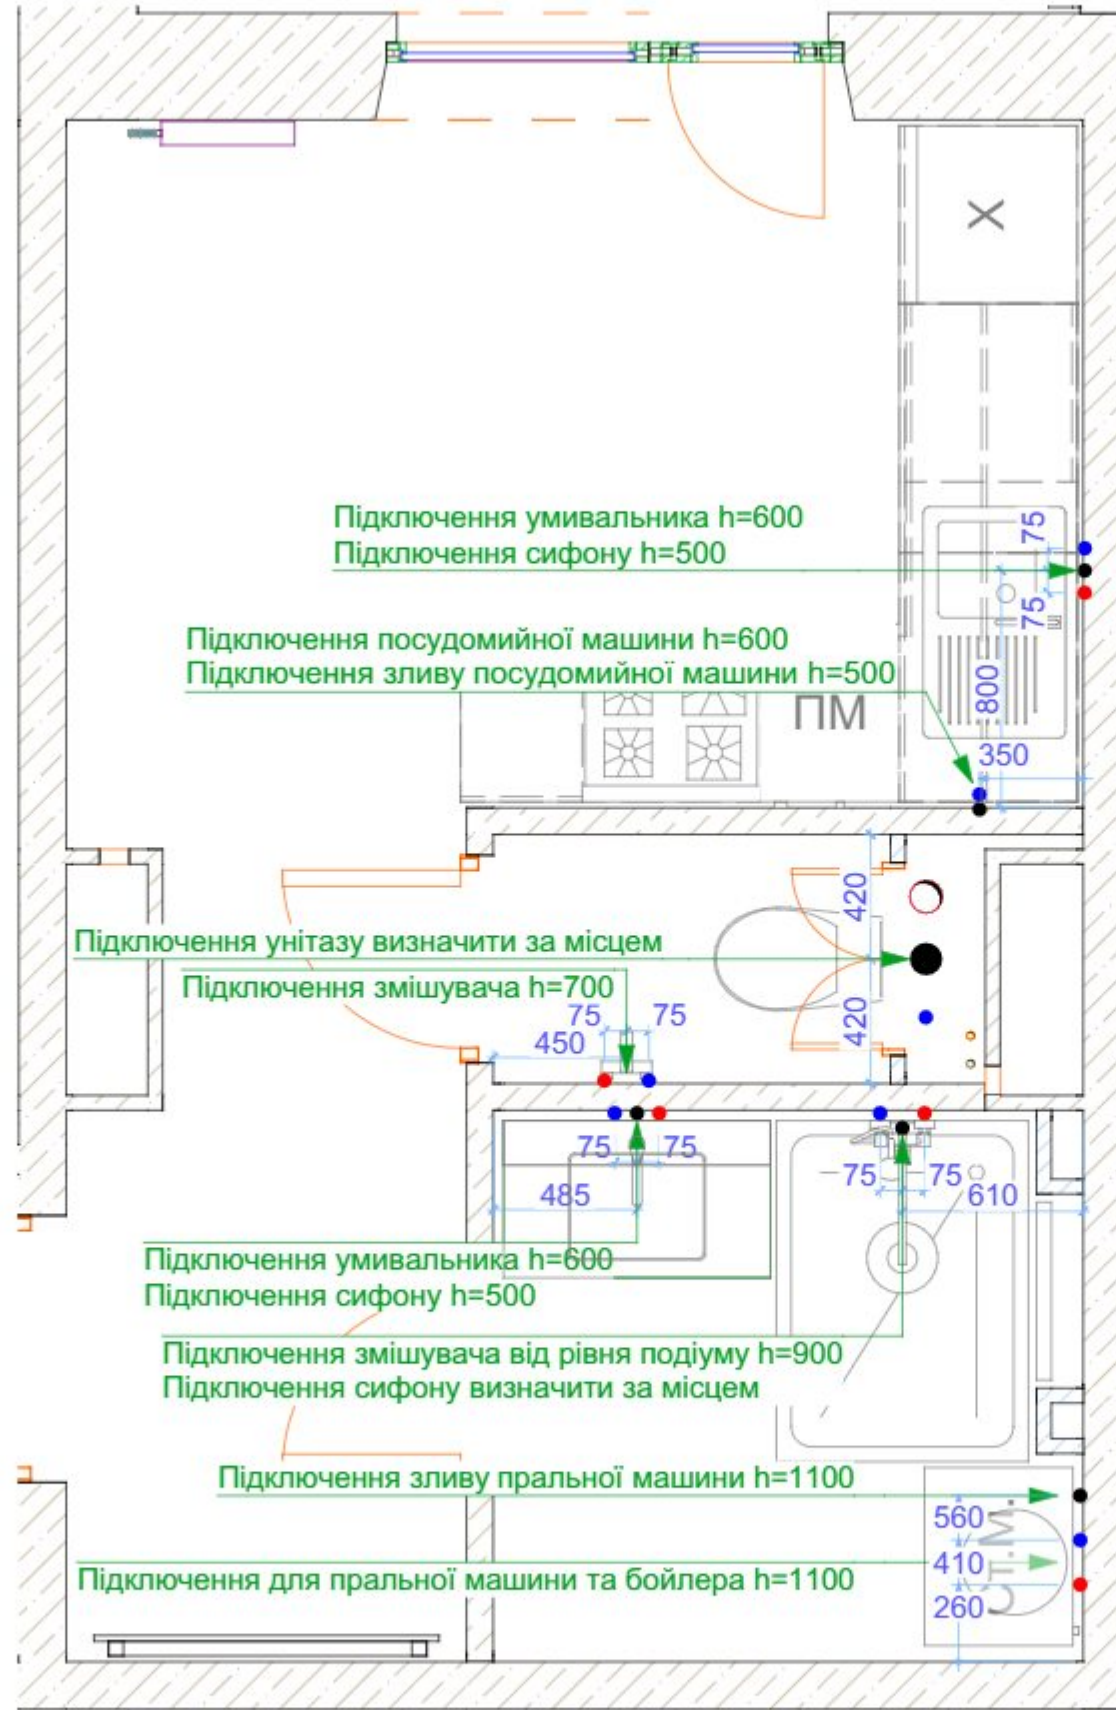 X
Підключення умивальника h=600
75
Підключення сифону h=500
75
Підключення посудомийної машини h=600
Підключення зливу посудомийної машини h=500
800
ПМ
350
420
Підключення унітазу визначити за місцем
Підключення змішувача h=700
75 75
420
450
75 75
75 75
485
610
Підключення умивальника h=600
Підключення сифону h=500
Підключення змішувача від рівня подіуму h=900
Підключення сифону визначити за місцем
Підключення зливу пральної машини h=1100
560
Ст.М.
410
Підключення для пральної машини та бойлера h=1100
260